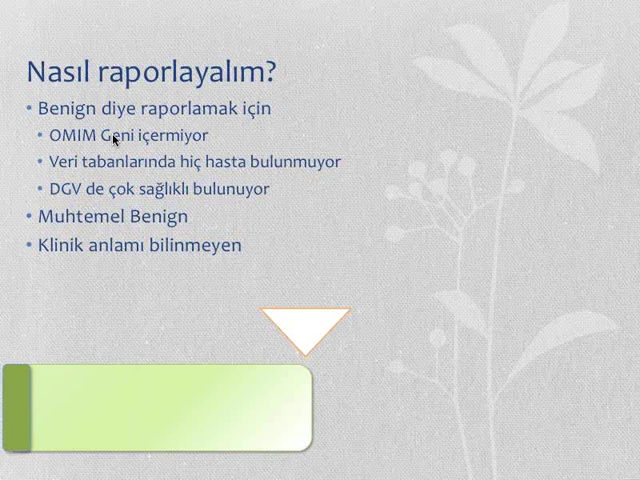 Nasıl raporlayalım?
• Benign diye raporlamak için
• OMIM Geni içermiyor
• Veri tabanlarında hiç hasta bulunmuyor
• DGV de çok sağlıklı bulunuyor
• Muhtemel Benign
• Klinik anlamı bilinmeyen